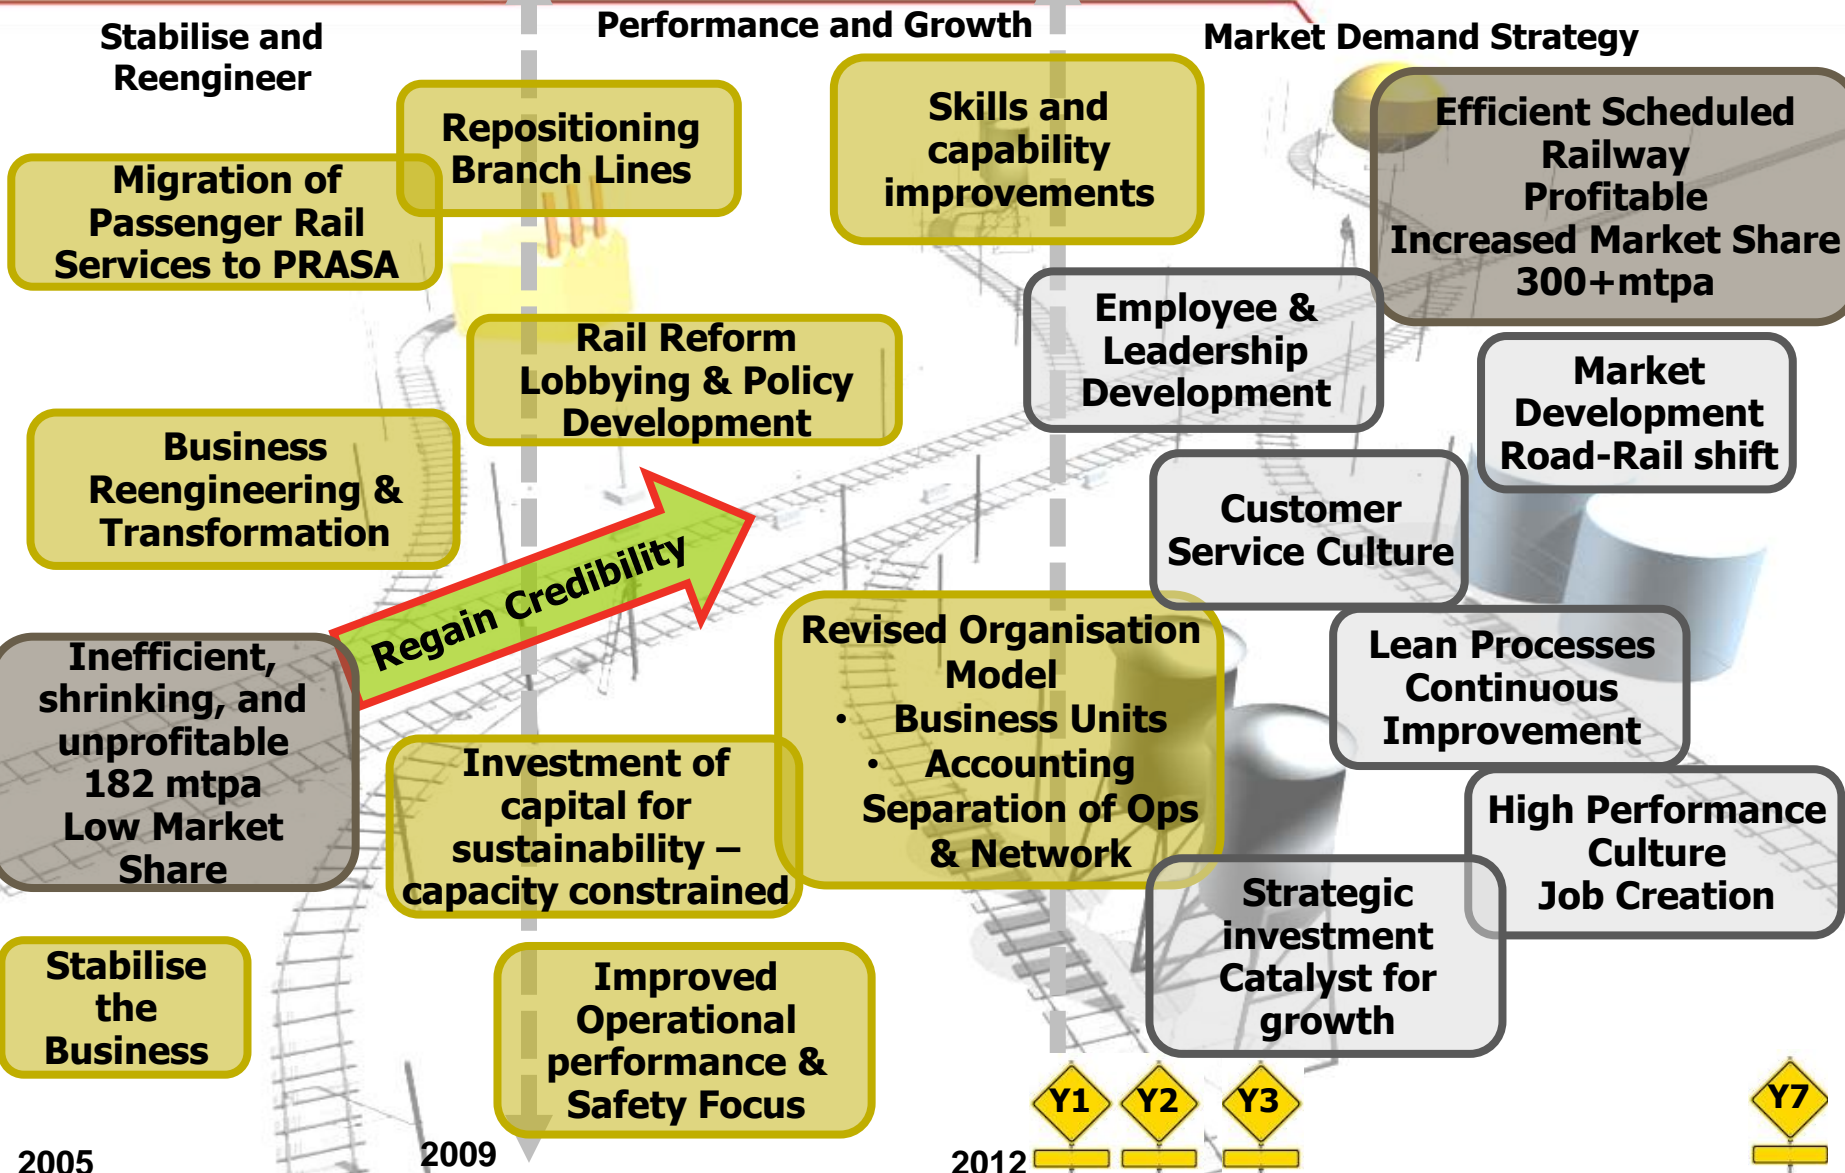 Stabilise and
Reengineer
Performance and Growth
Market Demand Strategy
Repositioning
Branch Lines
Skills and
capability
improvements
Efficient Scheduled
Railway
Profitable
Increased Market Share
300+mtpa
Migration of
Passenger Rail
Services to PRASA
Employee &
Leadership
Development
Rail Reform
Lobbying & Policy
Development
Market
Development
Road-Rail shift
Business
Reengineering &
Transformation
Customer
Service Culture
Regain Credibility
Inefficient,
shrinking, and
unprofitable
182 mtpa
Low Market
Share
Revised Organisation
Model
• Business Units
• Accounting
Separation of Ops
& Network
Lean Processes
Continuous
Improvement
Investment of
capital for
sustainability –
capacity constrained
High Performance
Culture
Job Creation
Strategic
investment
Catalyst for
growth
Stabilise
the
Business
Improved
Operational
performance &
Safety Focus
Y1
Y2
Y3
Y7
2005
2009
2012